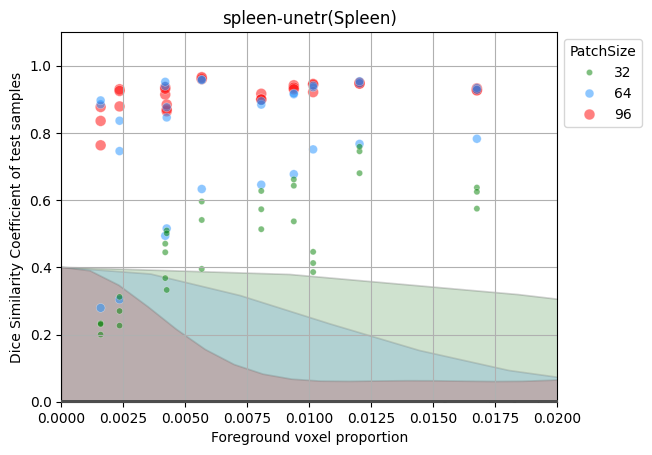 spleen-unetr(Spleen)
PatchSize
32
64
96
Dice Similarity Coefficient of test samples
1.0
0.8
0.6
0.4
0.2
0.0
0.0000 0.0025 0.0050 0.0075 0.0100 0.0125 0.0150 0.0175 0.0200
Foreground voxel proportion